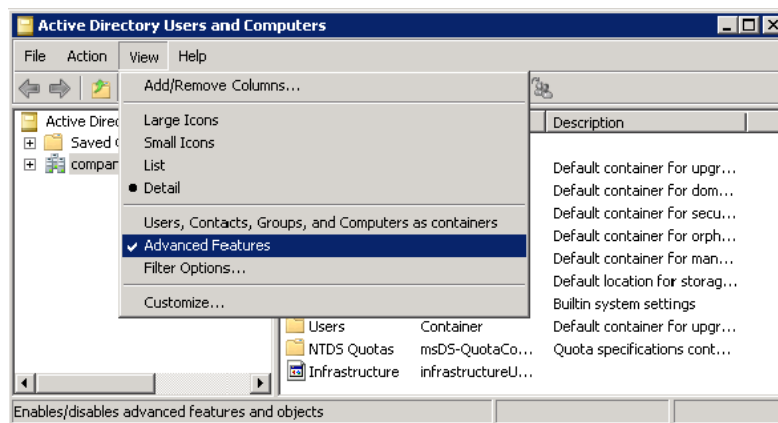 Active Directory Users and Computers
File Action View Help
Add/Remove Columns...
Active Direc
Description
Large Icons
Saved
Small Icons
compar
List
Default container for upgr...
Detail
Default container for dom...
Default container for secu...
Users, Contacts, Groups, and Computers as containers
Default container for orph...
Advanced Features
Default container for man...
Filter Options...
Default location for storag...
Customize...
Builtin system settings
Users Container Default container for upgr...
NTDS Quotas msDS-QuotaCo... Quota specifications cont...
Infrastructure infrastructureU...
Enables/disables advanced features and objects